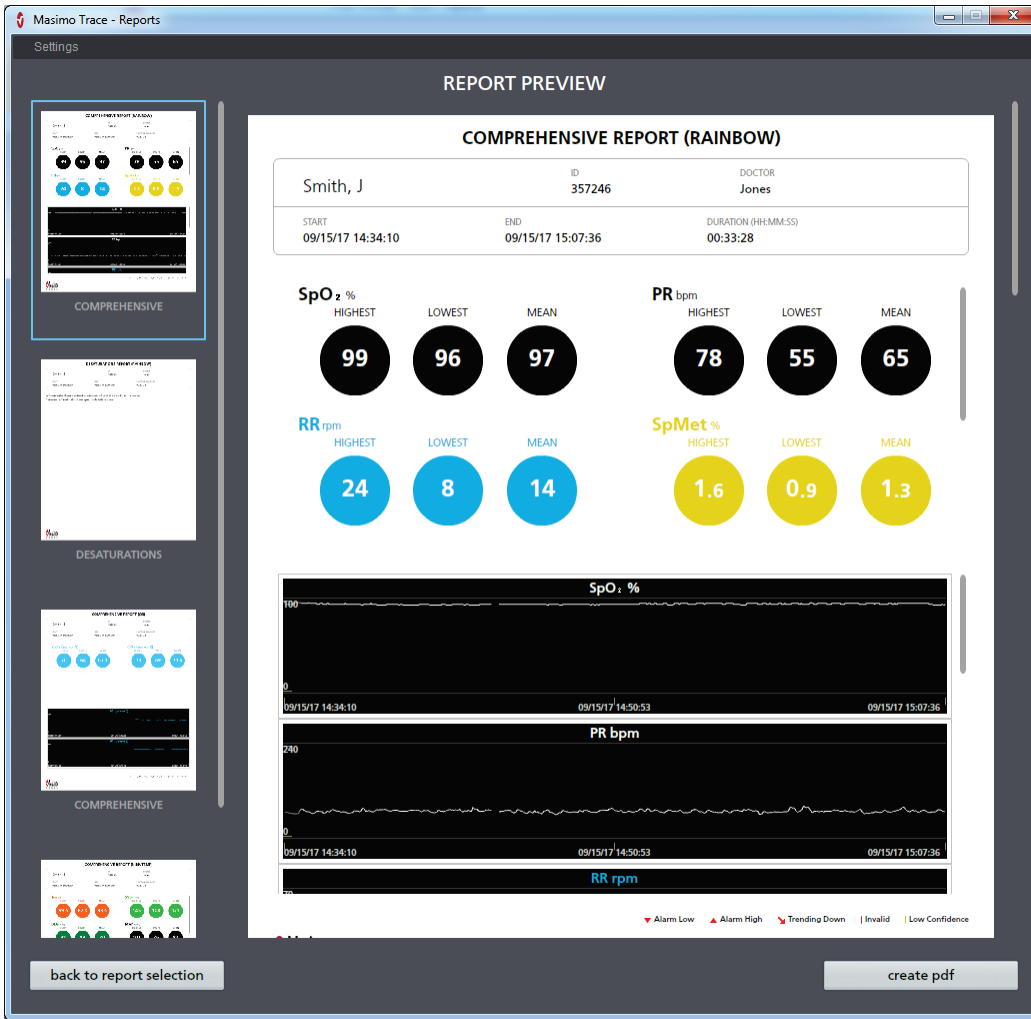 Masimo Trace - Reports
Settings
REPORT PREVIEW
COMPREHENSIVE
DESATURATIONS
COMPREHENSIVE
COMPREHENSIVE REPORT (RAINBOW)
Smith, J
ID
357246
DOCTOR
Jones
START
09/15/17 14:34:10
END
09/15/17 15:07:36
DURATION (HH:MM:SS)
00:33:28
SpO₂ %
HIGHEST LOWEST MEAN
99 96 97
PR bpm
HIGHEST LOWEST MEAN
78 55 65
RR rpm
HIGHEST LOWEST MEAN
24 8 14
SpMet %
HIGHEST LOWEST MEAN
1.6 0.9 1.3
SpO₂ %
100
0
09/15/17 14:34:10 09/15/17 14:50:53 09/15/17 15:07:36
PR bpm
240
0
09/15/17 14:34:10 09/15/17 14:50:53 09/15/17 15:07:36
RR rpm
Alarm Low Alarm High Trending Down | Invalid | Low Confidence
back to report selection
create pdf